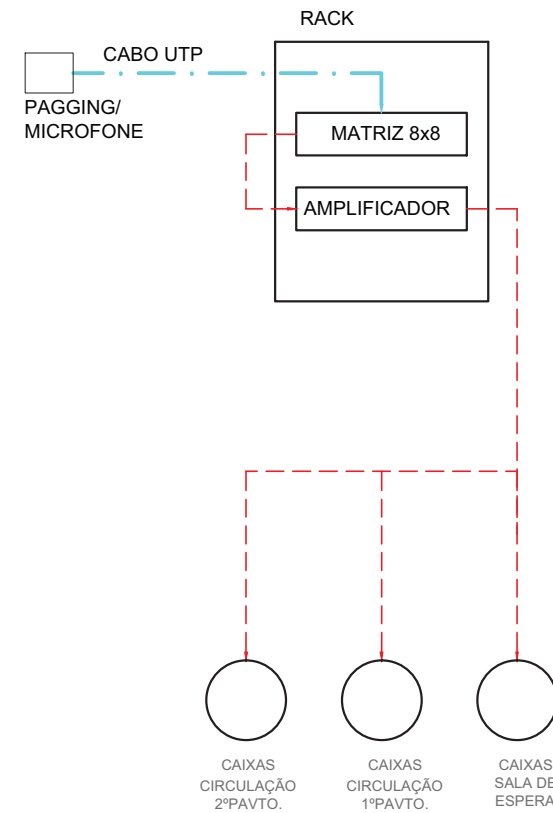 RACK
CABO UTP
PAGGING/
MICROFONE
MATRIZ 8x8
AMPLIFICADOR
CAIXAS
CIRCULAÇÃO
2ºPAVTO.
CAIXAS
CIRCULAÇÃO
1ºPAVTO.
CAIXAS
SALA DE
ESPERA